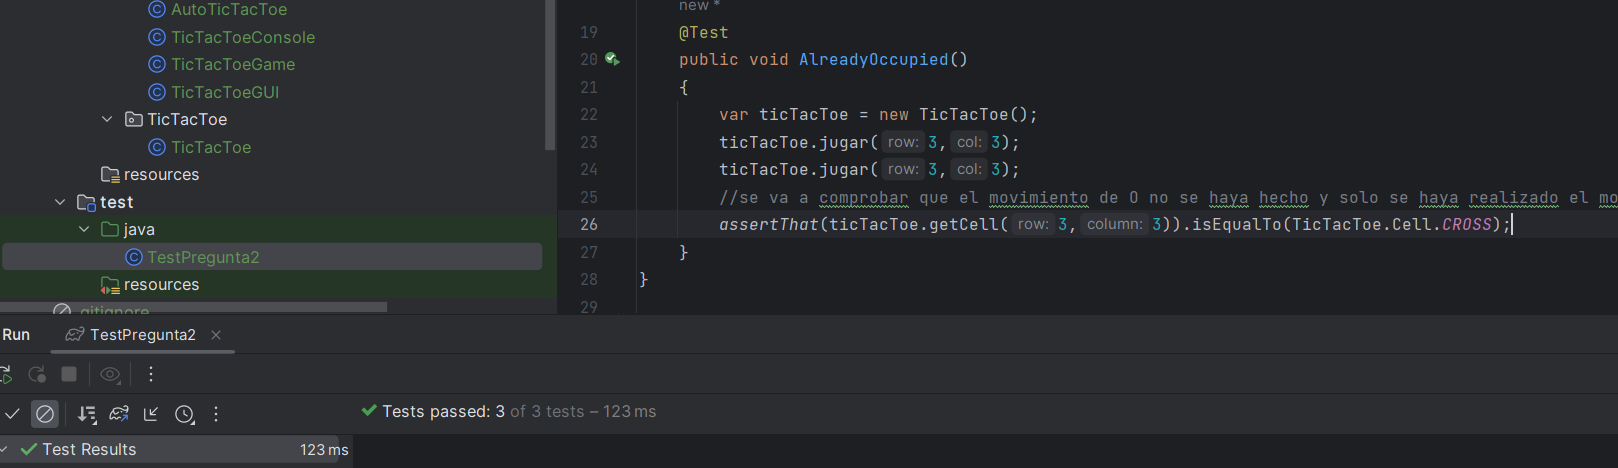 AutoTicTacToe
TicTacToeConsole
TicTacToeGame
TicTacToeGUI
TicTacToe
TicTacToe
resources
test
java
TestPregunta2
resources
.gitignore
new *
19 @Test
20 public void AlreadyOccupied()
21 {
22 var ticTacToe = new TicTacToe();
23 ticTacToe.jugar( row: 3, col: 3);
24 ticTacToe.jugar( row: 3, col: 3);
25 //se va a comprobar que el movimiento de O no se haya hecho y solo se haya realizado el mo
26 assertThat(ticTacToe.getCell( row: 3, column: 3)).isEqualTo(TicTacToe.Cell.CROSS);
27 }
28 }
29
Run TestPregunta2
Tests passed: 3 of 3 tests – 123 ms
Test Results 123 ms